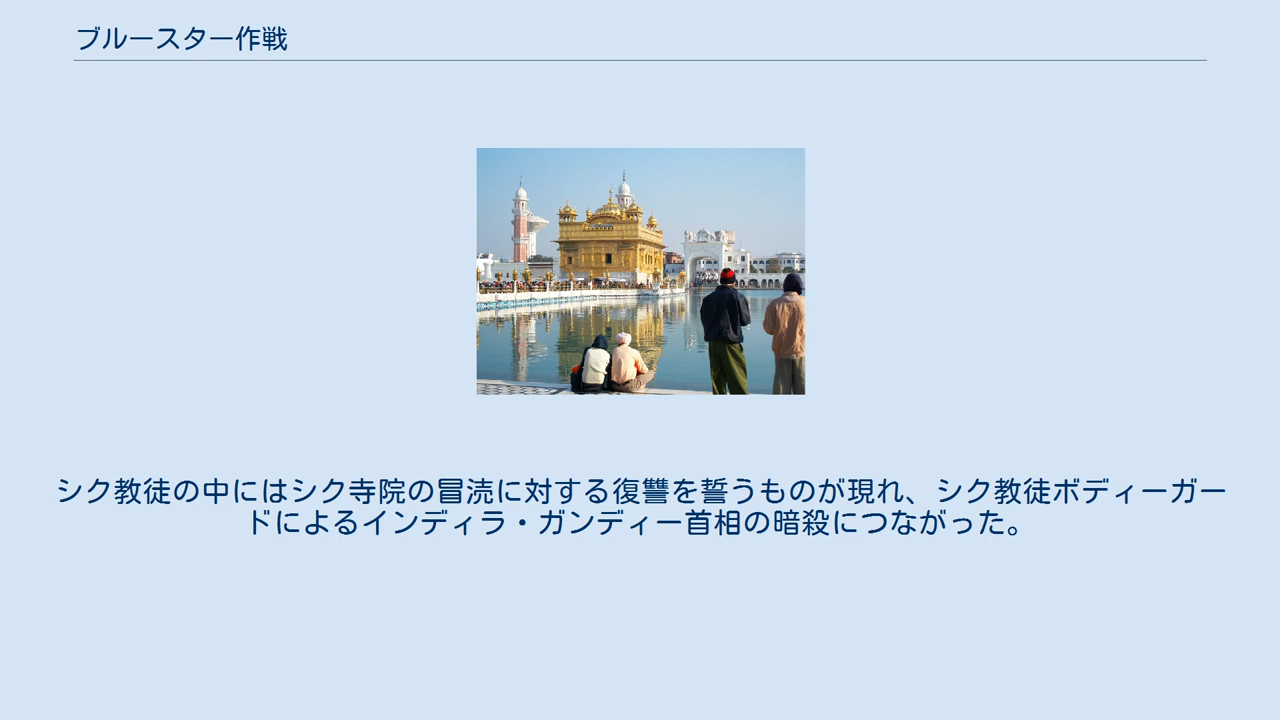 ブルースター作戦
シク教徒の中にはシク寺院の冒涜に対する復讐を誓うものが現れ、シク教徒ボディーガー
ドによるインディラ・ガンディー首相の暗殺につながった。